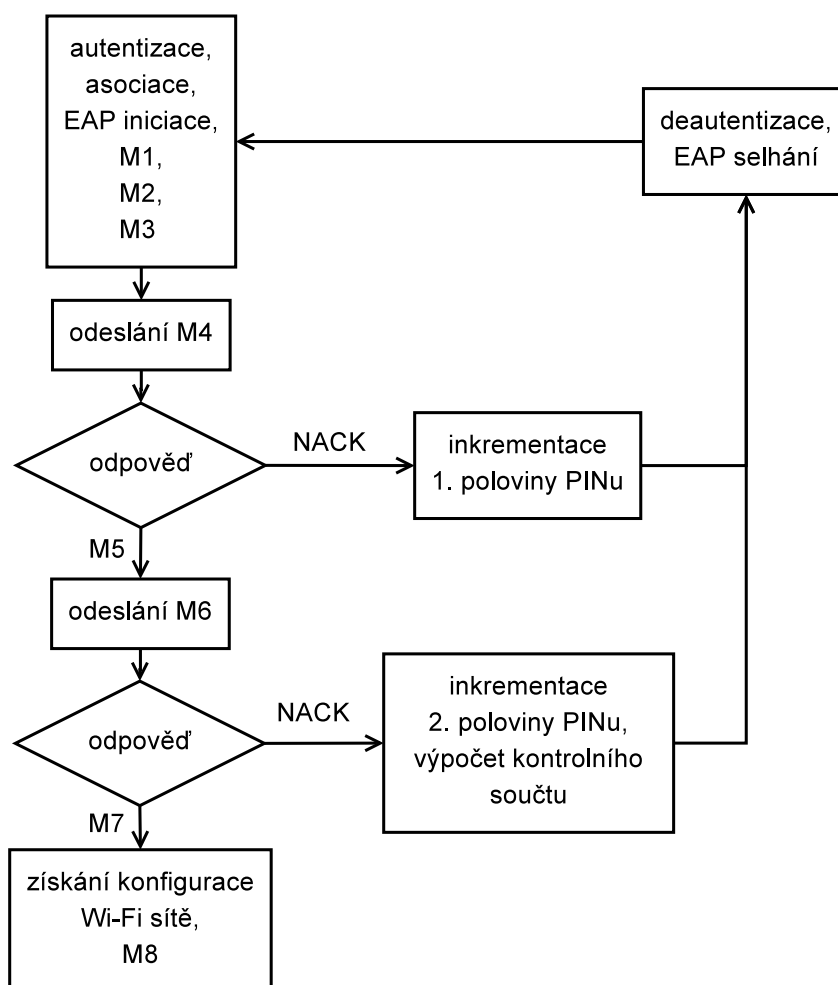 autentizace,
asociace,
EAP iniciace,
M1,
M2,
M3
deautentizace,
EAP selhání
odeslání M4
odpověď
NACK
inkrementace
1. poloviny PINu
M5
odeslání M6
odpověď
NACK
inkrementace
2. poloviny PINu,
výpočet kontrolního
součtu
M7
získání konfigurace
Wi-Fi sítě,
M8